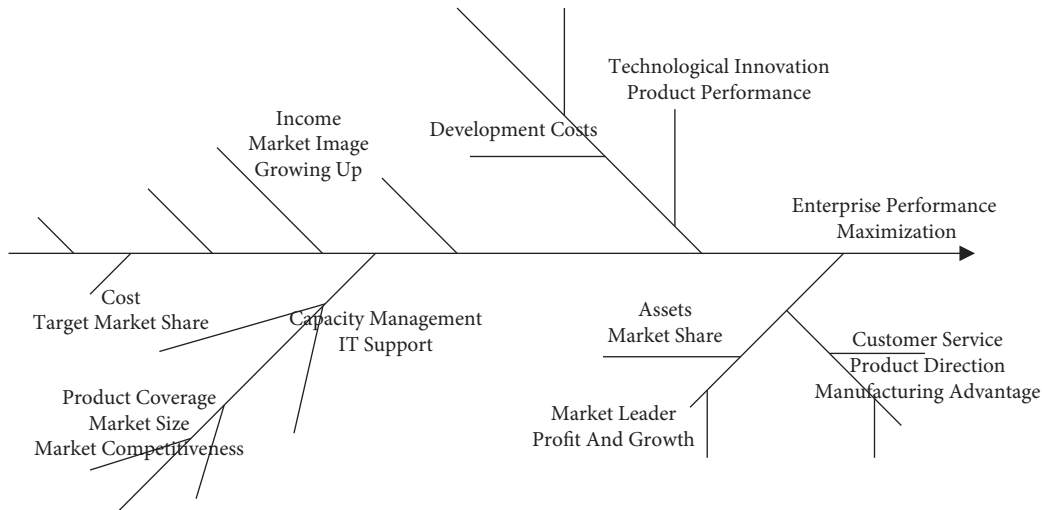 Technological Innovation
Product Performance
Development Costs
Income
Market Image
Growing Up
Enterprise Performance
Maximization
Cost
Target Market Share
Capacity Management
IT Support
Assets
Market Share
Customer Service
Product Direction
Manufacturing Advantage
Product Coverage
Market Size
Market Competitiveness
Market Leader
Profit And Growth